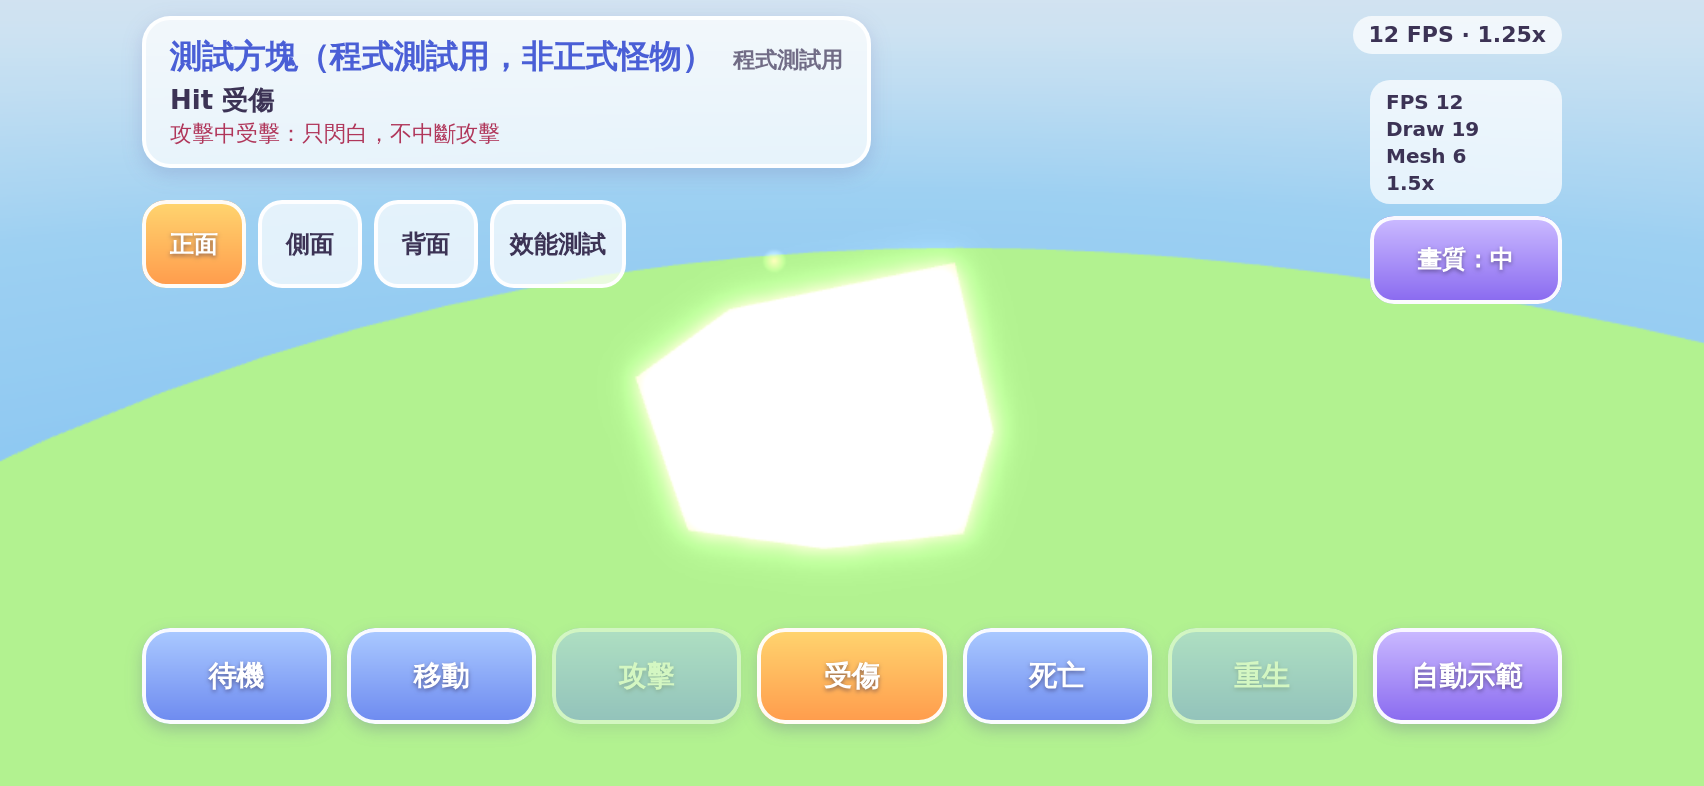 測試方塊（程式測試用，非正式怪物） 程式測試用
Hit 受傷
攻擊中受擊：只閃白，不中斷攻擊
12 FPS · 1.25x
FPS 12
Draw 19
Mesh 6
1.5x
正面 側面 背面 效能測試
畫質：中
待機 移動 攻擊 受傷 死亡 重生 自動示範